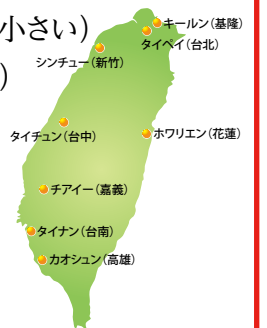 小さい)
)
キールン(基隆)
タイペイ(台北)
シンチュー(新竹)
タイチュン(台中)
ホワリエン(花蓮)
チアイー(嘉義)
タイナン(台南)
カオシュン(高雄)